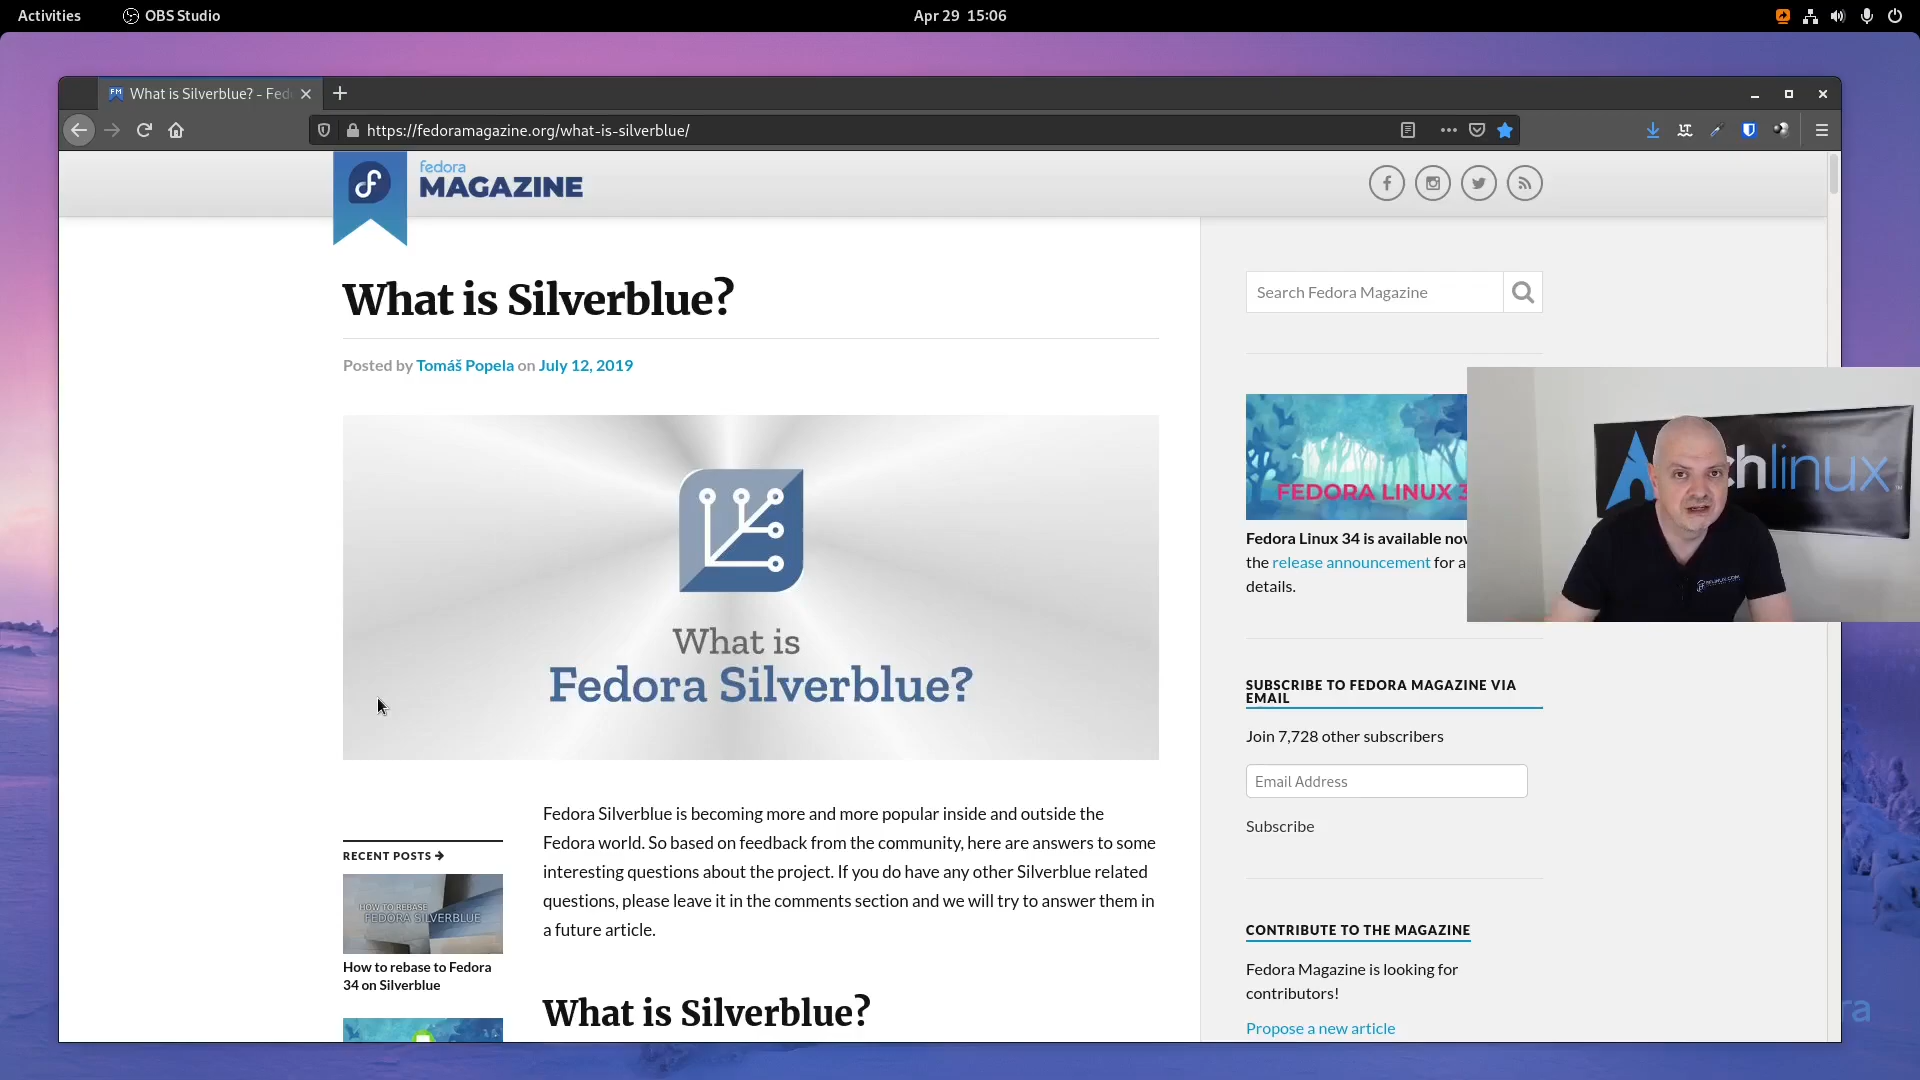 Activities
OBS Studio
Apr 29 15:06
What is Silverblue? - Fed
https://fedoramagazine.org/what-is-silverblue/
fedora
MAGAZINE
What is Silverblue?
Posted by Tomáš Popela on July 12, 2019
What is
Fedora Silverblue?
Fedora Silverblue is becoming more and more popular inside and outside the
Fedora world. So based on feedback from the community, here are answers to some
interesting questions about the project. If you do have any other Silverblue related
questions, please leave it in the comments section and we will try to answer them in
a future article.
What is Silverblue?
RECENT POSTS
HOW TO REBASE
FEDORA SILVERBLUE
How to rebase to Fedora
34 on Silverblue
Search Fedora Magazine
FEDORA LINUX 3
Fedora Linux 34 is available now
the release announcement for a
details.
chlinux
SUBSCRIBE TO FEDORA MAGAZINE VIA
EMAIL
Join 7,728 other subscribers
Email Address
Subscribe
CONTRIBUTE TO THE MAGAZINE
Fedora Magazine is looking for
contributors!
Propose a new article
ra